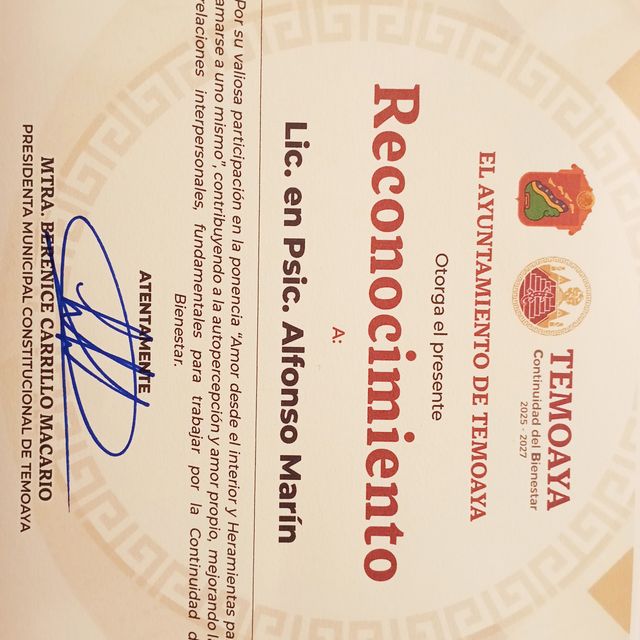 TEMOAYA
Continuidad del Bienestar
2025 - 2027
EL AYUNTAMIENTO DE TEMOAYA
Otorga el presente
Reconocimiento
A:
Lic. en Psic. Alfonso Marín
Por su valiosa participación en la ponencia "Amor desde el interior y Heramientas pa
amarse a uno mismo", contribuyendo a la autopercepción y amor propio, mejorando l
relaciones interpersonales, fundamentales para trabajar por la Continuidad d
Bienestar.
ATENTAMENTE
MTRA. BERENICE CARRILLO MACARIO
PRESIDENTA MUNICIPAL CONSTITUCIONAL DE TEMOAYA